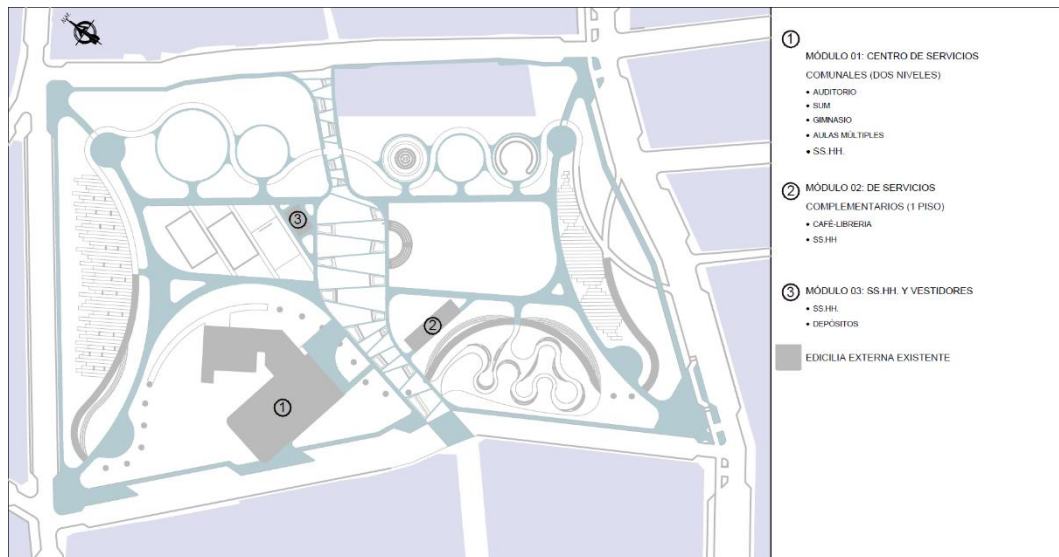 NM
①
MÓDULO 01: CENTRO DE SERVICIOS
COMUNALES (DOS NIVELES)
• AUDITORIO
• SUM
• GIMNASIO
• AULAS MÚLTIPLES
• SS.HH.
②
MÓDULO 02: DE SERVICIOS
COMPLEMENTARIOS (1 PISO)
• CAFÉ-LIBRERIA
• SS.HH
③
MÓDULO 03: SS.HH. Y VESTIDORES
• SS.HH.
• DEPÓSITOS
EDICILIA EXTERNA EXISTENTE
③
②
①